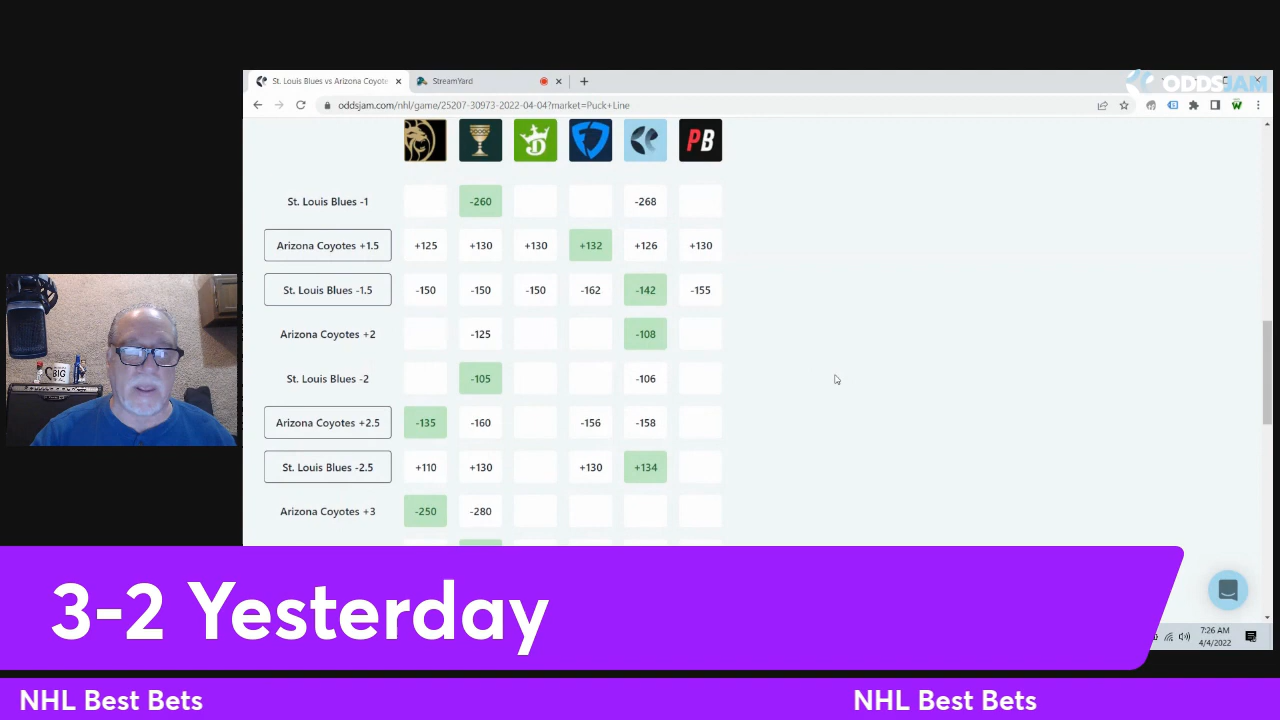 St. Louis Blues vs Arizona Coyote
StreamYard
ODDSJAM
oddsjam.com/nhl/game/25207-30973-2022-04-04?market=Puck+Line
PB
St. Louis Blues -1 -260 -268
Arizona Coyotes +1.5 +125 +130 +130 +132 +126 +130
St. Louis Blues -1.5 -150 -150 -150 -162 -142 -155
Arizona Coyotes +2 -125 -108
St. Louis Blues -2 -105 -106
Arizona Coyotes +2.5 -135 -160 -156 -158
St. Louis Blues -2.5 +110 +130 +130 +134
Arizona Coyotes +3 -250 -280
BIG
3-2 Yesterday
7:26 AM
4/4/2022
NHL Best Bets NHL Best Bets